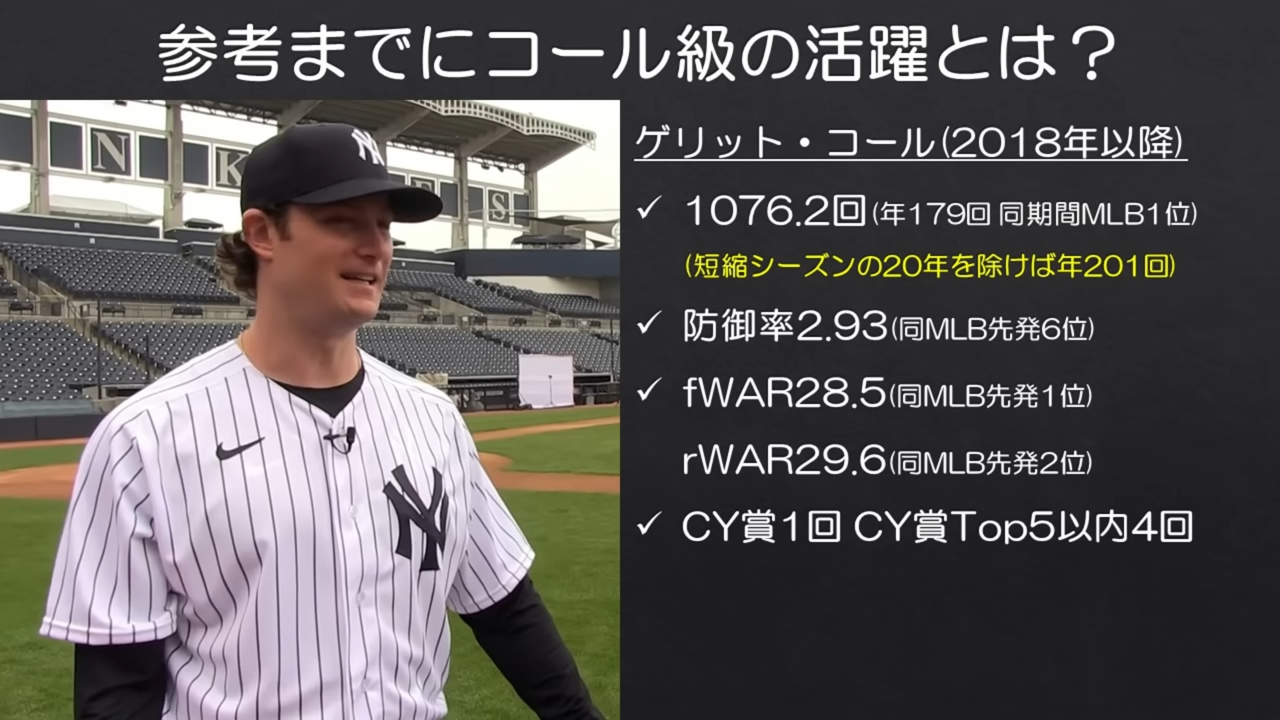 参考までにコール級の活躍とは？
ゲリット・コール(2018年以降)
✓ 1076.2回(年179回 同期間MLB1位)
(短縮シーズンの20年を除けば年201回)
✓ 防御率2.93(同MLB先発6位)
✓ fWAR28.5(同MLB先発1位)
rWAR29.6(同MLB先発2位)
✓ CY賞1回 CY賞Top5以内4回
N K E S
NY
NY